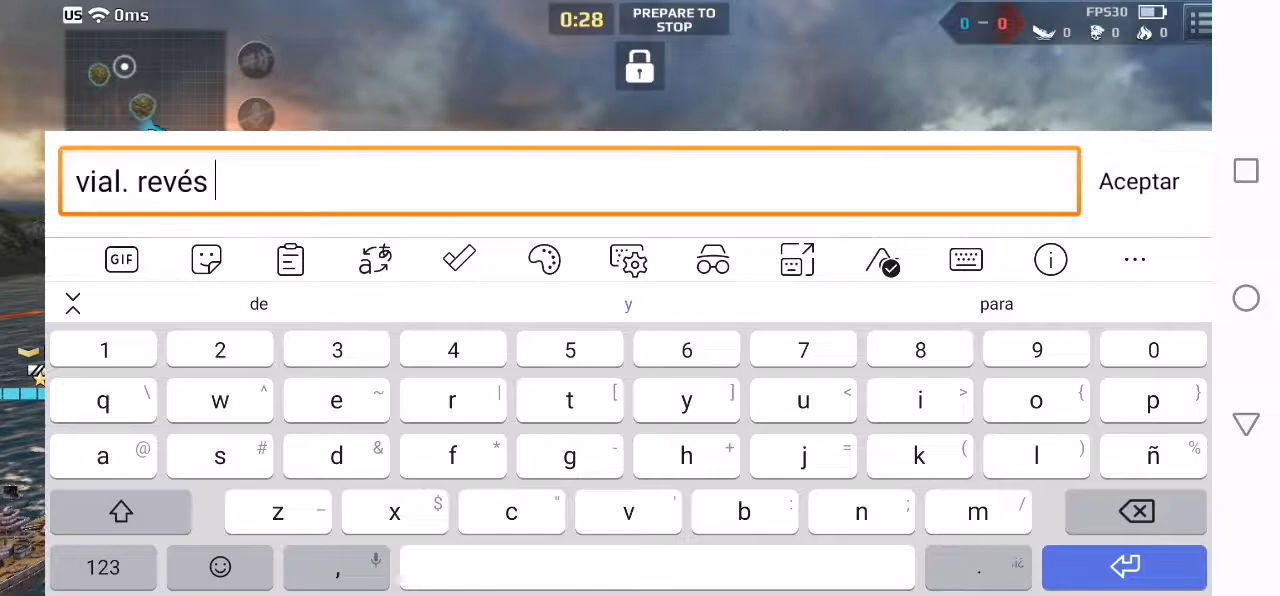 US 0ms
0:28
PREPARE TO STOP
0 - 0
FPS30
0 0 0
vial. revés
Aceptar
GIF
de y para
1 2 3 4 5 6 7 8 9 0
q \ w ^ e ~ r | t [ y ] u < i > o { p }
a @ s # d & f * g - h + j = k ( l ) ñ %
z – x $ c " v ' b : n ; m /
123 , . ¡¿